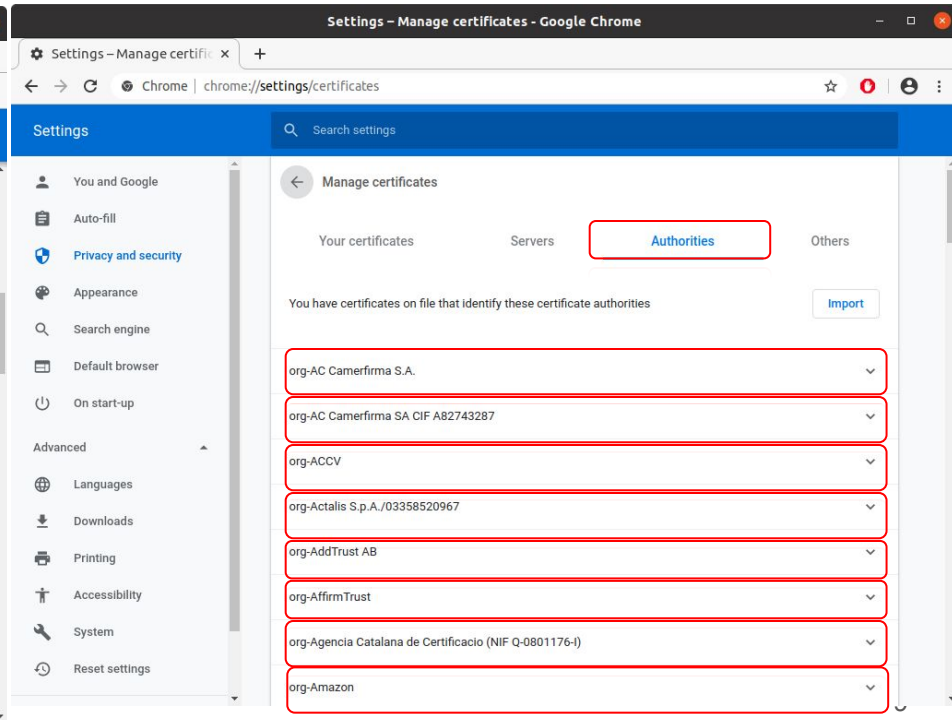 Settings – Manage certificates - Google Chrome
Settings – Manage certific
Chrome | chrome://settings/certificates
Settings
Search settings
You and Google
Auto-fill
Privacy and security
Appearance
Search engine
Default browser
On start-up
Advanced
Languages
Downloads
Printing
Accessibility
System
Reset settings
Manage certificates
Your certificates Servers Authorities Others
You have certificates on file that identify these certificate authorities Import
org-AC Camerfirma S.A.
org-AC Camerfirma SA CIF A82743287
org-ACCV
org-Actalis S.p.A./03358520967
org-AddTrust AB
org-AffirmTrust
org-Agencia Catalana de Certificacio (NIF Q-0801176-I)
org-Amazon